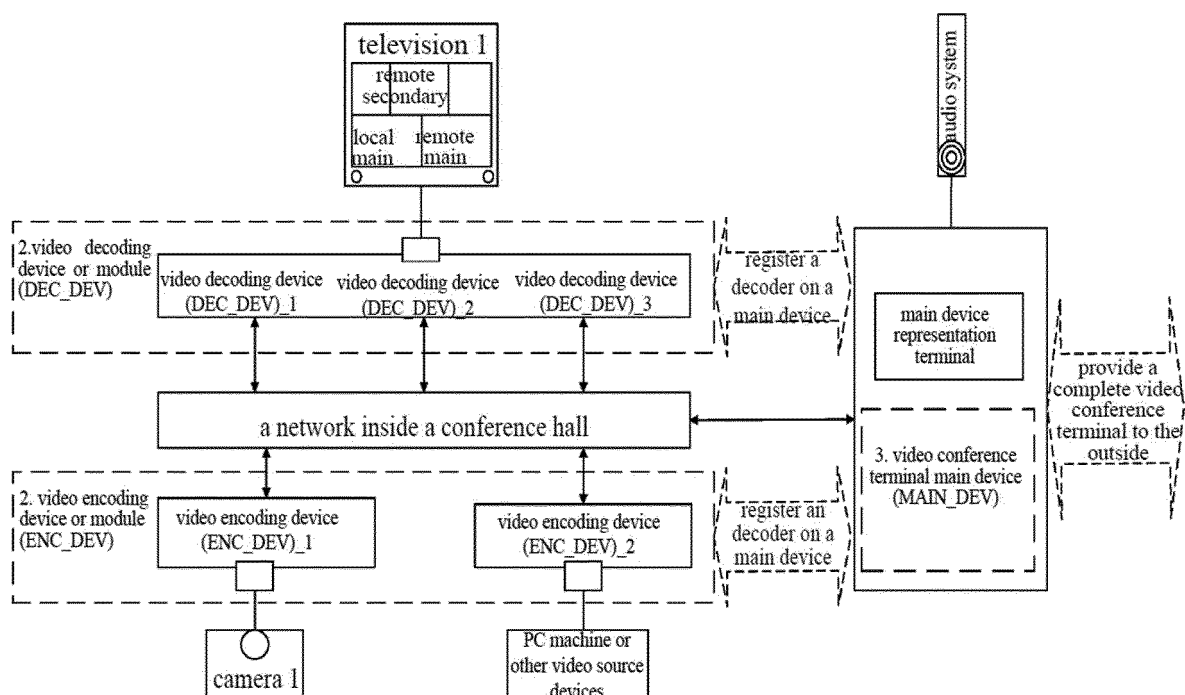 television 1
remote
secondary
local
main
remote
main
audio system
2.video decoding
device or module
(DEC_DEV)
video decoding device
(DEC_DEV)_1
video decoding device
(DEC_DEV)_2
video decoding device
(DEC_DEV)_3
register a
decoder on a
main device
main device
representation
terminal
provide a
complete video
conference
terminal to the
outside
a network inside a conference hall
3. video conference
terminal main device
(MAIN_DEV)
2. video encoding
device or module
(ENC_DEV)
video encoding device
(ENC_DEV)_1
video encoding device
(ENC_DEV)_2
register an
decoder on a
main device
camera 1
PC machine or
other video source
devices